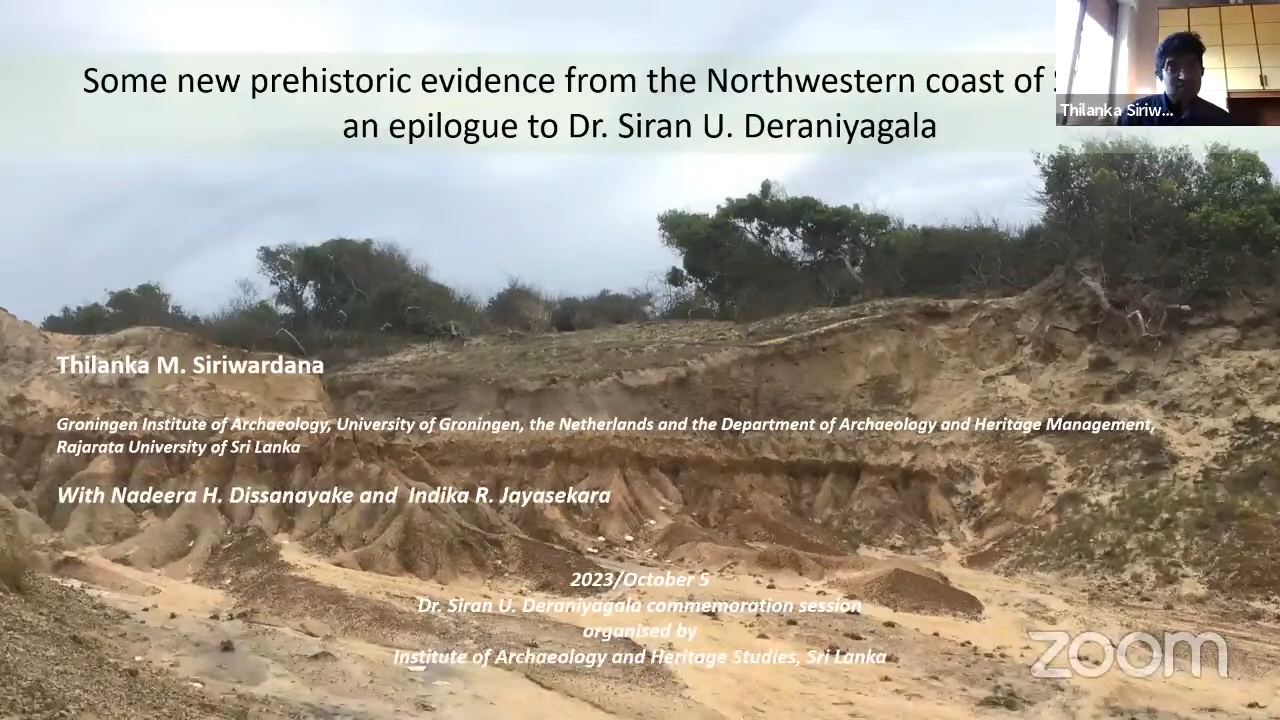 Some new prehistoric evidence from the Northwestern coast of
an epilogue to Dr. Siran U. Deraniyagala
Thilanka Siriw...
Thilanka M. Siriwardana
Groningen Institute of Archaeology, University of Groningen, the Netherlands and the Department of Archaeology and Heritage Management,
Rajarata University of Sri Lanka
With Nadeera H. Dissanayake and Indika R. Jayasekara
2023/October 5
Dr. Siran U. Deraniyagala commemoration session
organised by
Institute of Archaeology and Heritage Studies, Sri Lanka
zoom